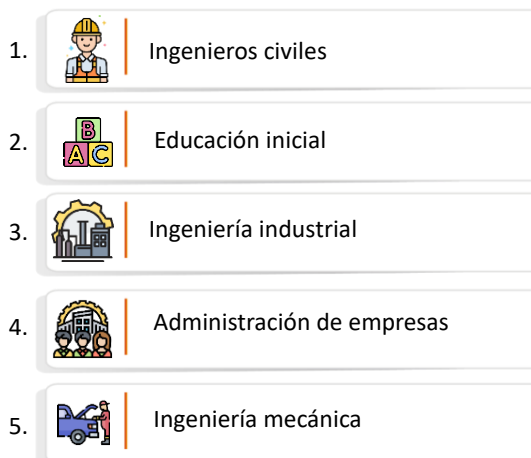 1. Ingenieros civiles
B
A C
2. Educación inicial
3. Ingeniería industrial
4. Administración de empresas
5. Ingeniería mecánica